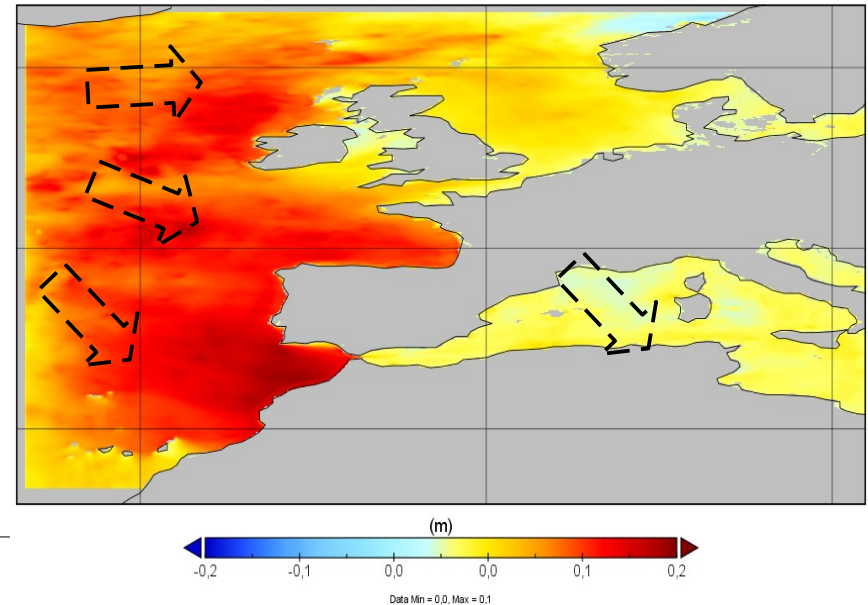 (m)
-0,2 -0,1 0,0 0,0 0,1 0,2
Data Min = 0,0, Max = 0,1